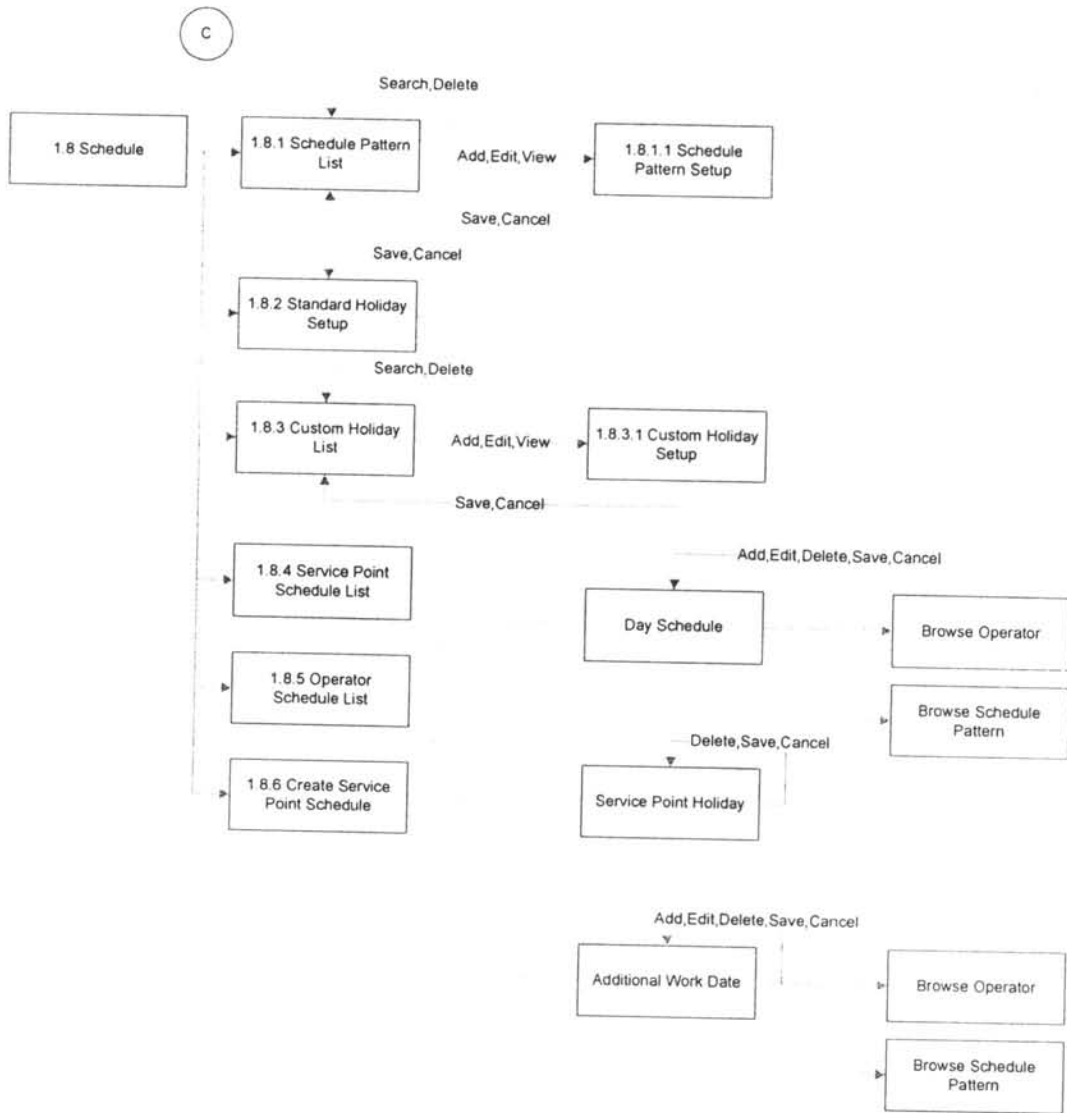 C
Search,Delete
1.8 Schedule
1.8.1 Schedule Pattern
List
Add,Edit,View
1.8.1.1 Schedule
Pattern Setup
Save,Cancel
Save,Cancel
1.8.2 Standard Holiday
Setup
Search,Delete
1.8.3 Custom Holiday
List
Add,Edit,View
1.8.3.1 Custom Holiday
Setup
Save,Cancel
1.8.4 Service Point
Schedule List
Add,Edit,Delete,Save,Cancel
Day Schedule
Browse Operator
1.8.5 Operator
Schedule List
Browse Schedule
Pattern
Delete,Save,Cancel
1.8.6 Create Service
Point Schedule
Service Point Holiday
Add,Edit,Delete,Save,Cancel
Additional Work Date
Browse Operator
Browse Schedule
Pattern